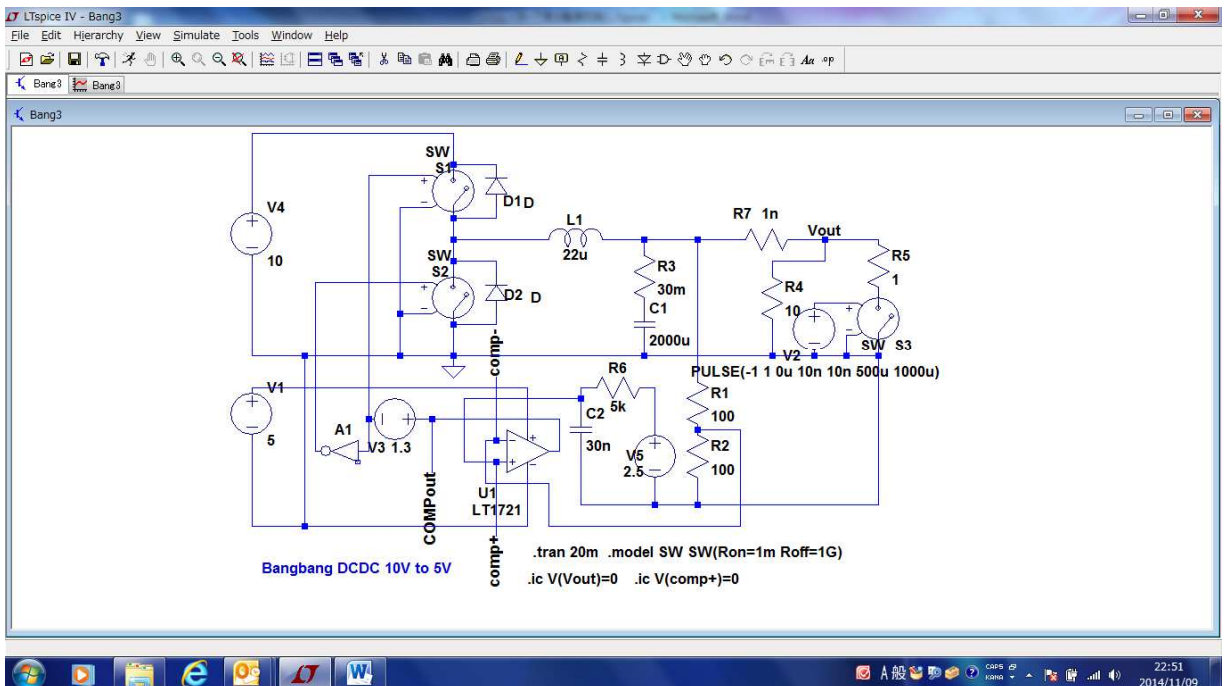 LTspice IV - Bang3
File Edit Hierarchy View Simulate Tools Window Help
Bang3 Bang3
Bang3
SW
S1
D1 D
V4
10
SW
S2
D2 D
L1
22u
R3
30m
C1
2000u
R7 1n
Vout
R5
1
R4
10
V2
SW S3
PULSE(-1 1 0u 10n 10n 500u 1000u)
V1
5
A1
V3 1.3
COMPout
comp-
comp+
U1
LT1721
C2
30n
R6
5k
V5
2.5
R1
100
R2
100
.tran 20m .model SW SW(Ron=1m Roff=1G)
.ic V(Vout)=0 .ic V(comp+)=0
Bangbang DCDC 10V to 5V
A 般
CAPS
KANA
22:51
2014/11/09